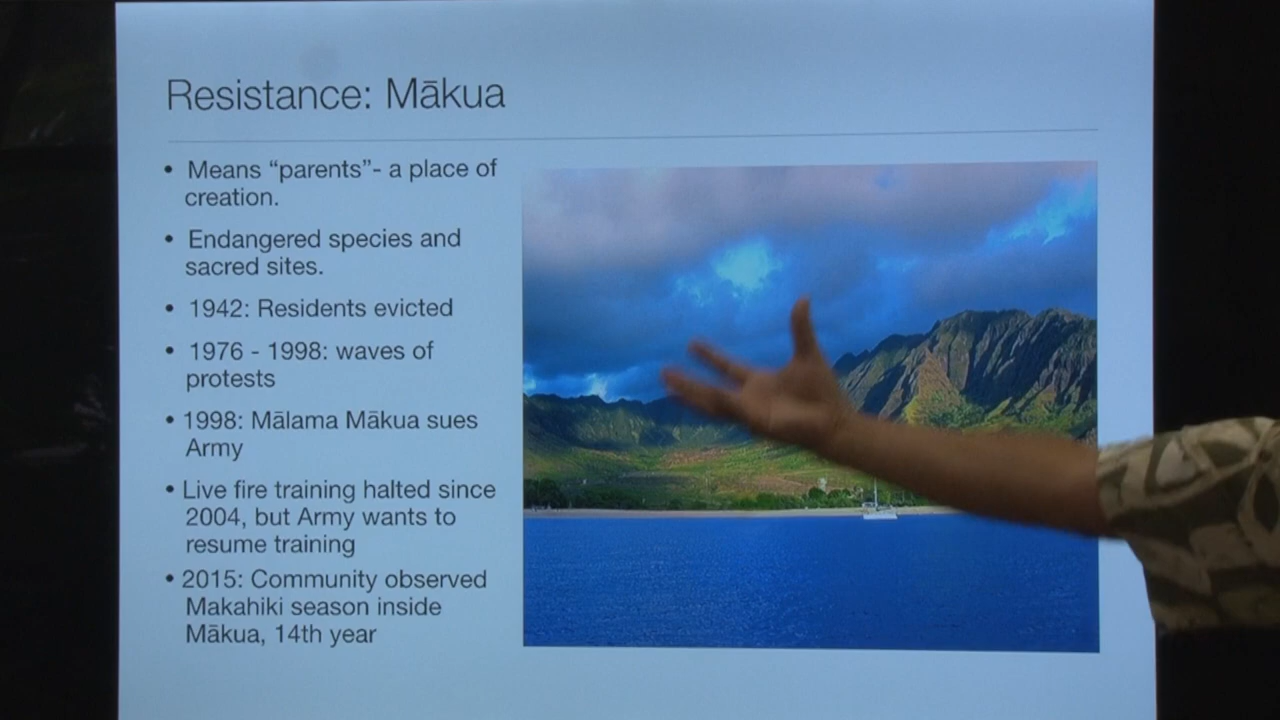 Resistance: Mākua
• Means “parents”- a place of
creation.
• Endangered species and
sacred sites.
• 1942: Residents evicted
• 1976 - 1998: waves of
protests
• 1998: Mālama Mākua sues
Army
• Live fire training halted since
2004, but Army wants to
resume training
• 2015: Community observed
Makahiki season inside
Mākua, 14th year